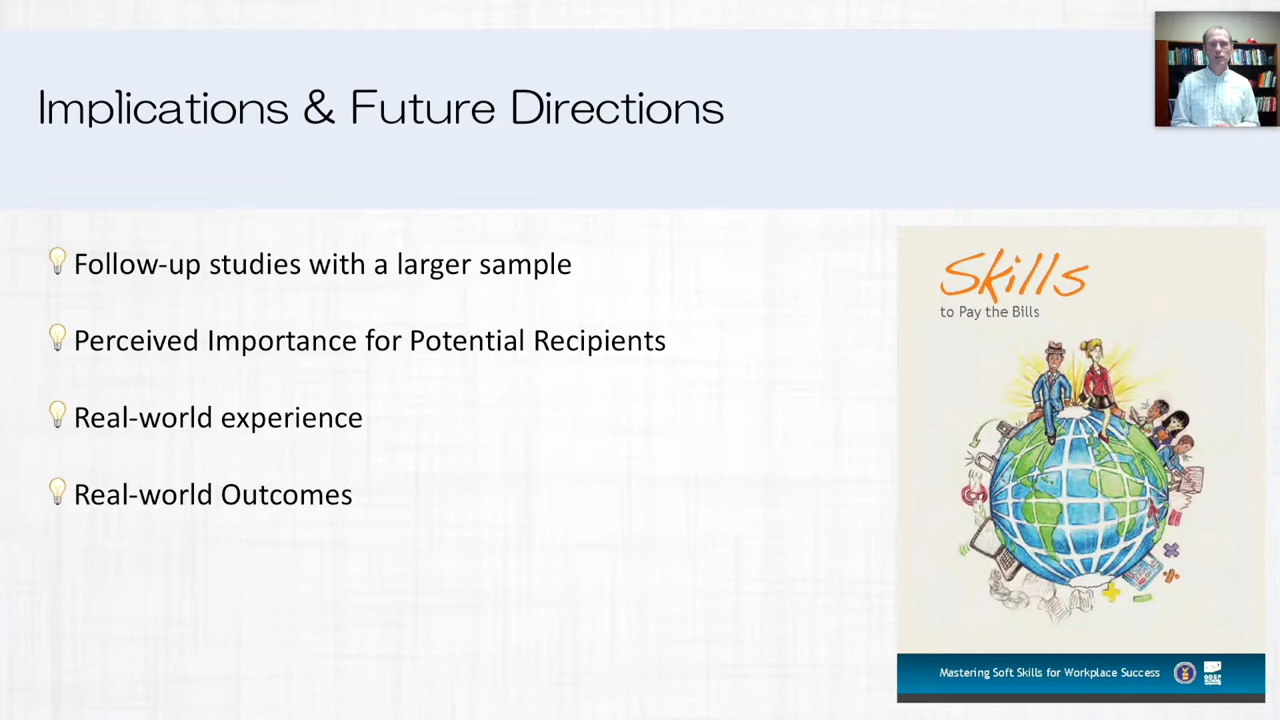 Implications & Future Directions
Follow-up studies with a larger sample
Perceived Importance for Potential Recipients
Real-world experience
Real-world Outcomes
Skills
to Pay the Bills
Mastering Soft Skills for Workplace Success
ODEP